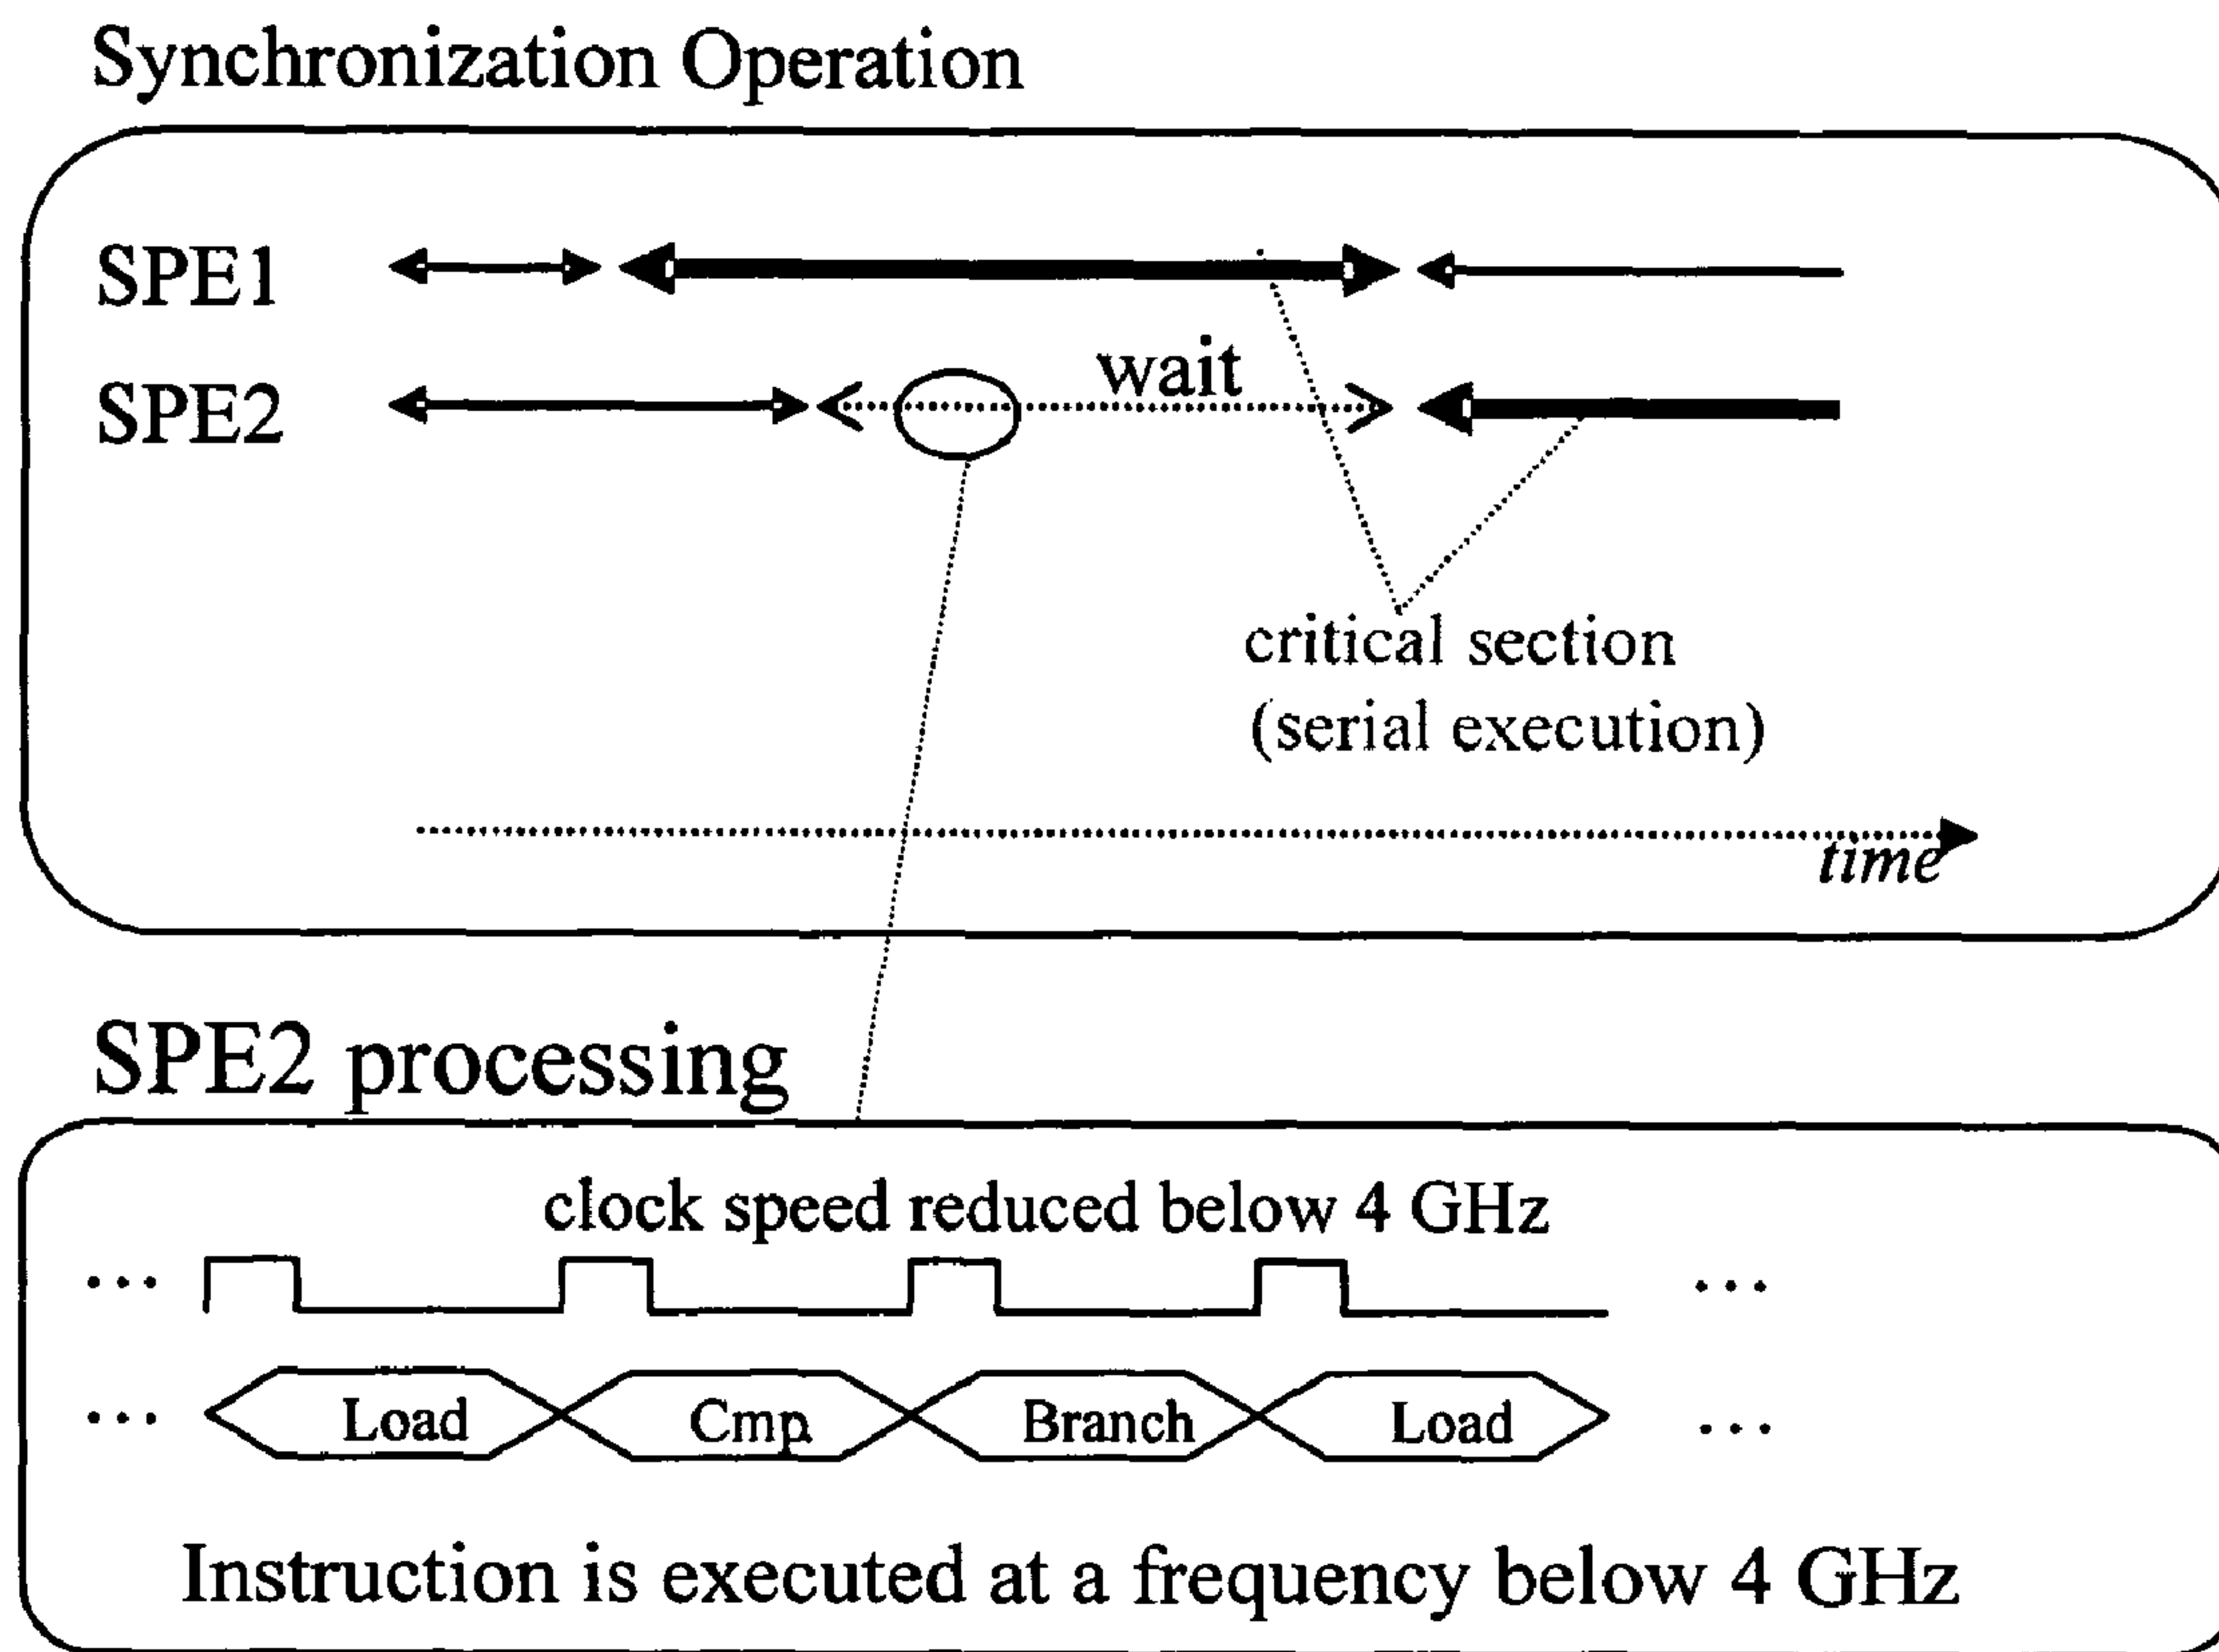 Synchronization Operation
SPE1
wait
SPE2
critical section
(serial execution)
time
SPE2 processing
clock speed reduced below 4 GHz
... ...
... Load Cmp Branch Load ...
Instruction is executed at a frequency below 4 GHz